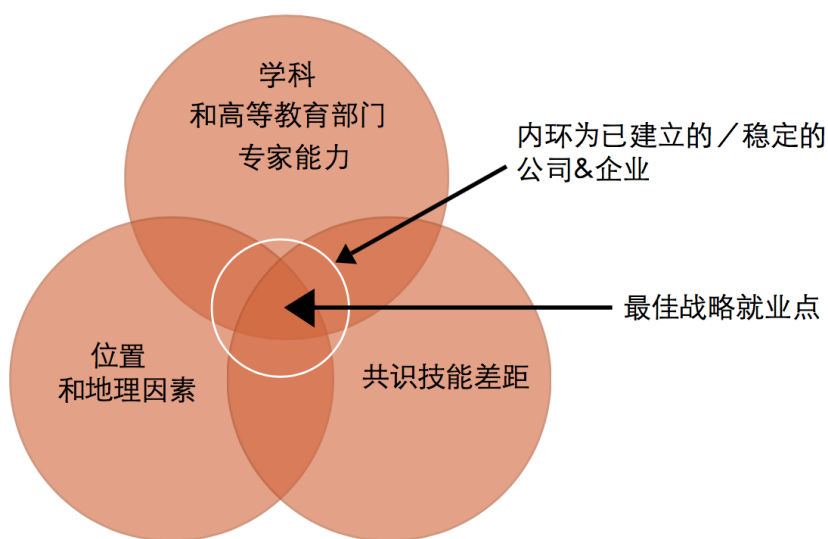 学科
和高等教育部门
专家能力
内环为已建立的／稳定的
公司&企业
最佳战略就业点
位置
和地理因素
共识技能差距